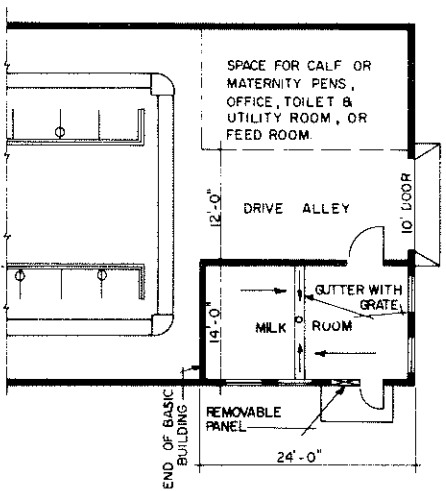 SPACE FOR CALF OR
MATERNITY PENS,
OFFICE, TOILET &
UTILITY ROOM, OR
FEED ROOM.
12'-0"
DRIVE ALLEY
10' DOOR
14'-0"
GUTTER WITH
GRATE
MILK ROOM
END OF BASIC
BUILDING
REMOVABLE
PANEL
24'-0"